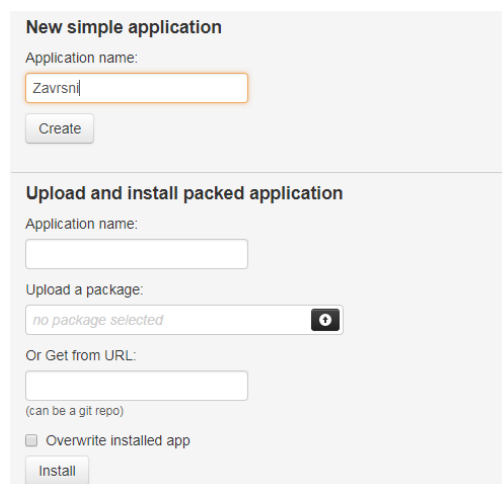 New simple application
Application name:
Zavrsni
Create
Upload and install packed application
Application name:
Upload a package:
no package selected
Or Get from URL:
(can be a git repo)
Overwrite installed app
Install